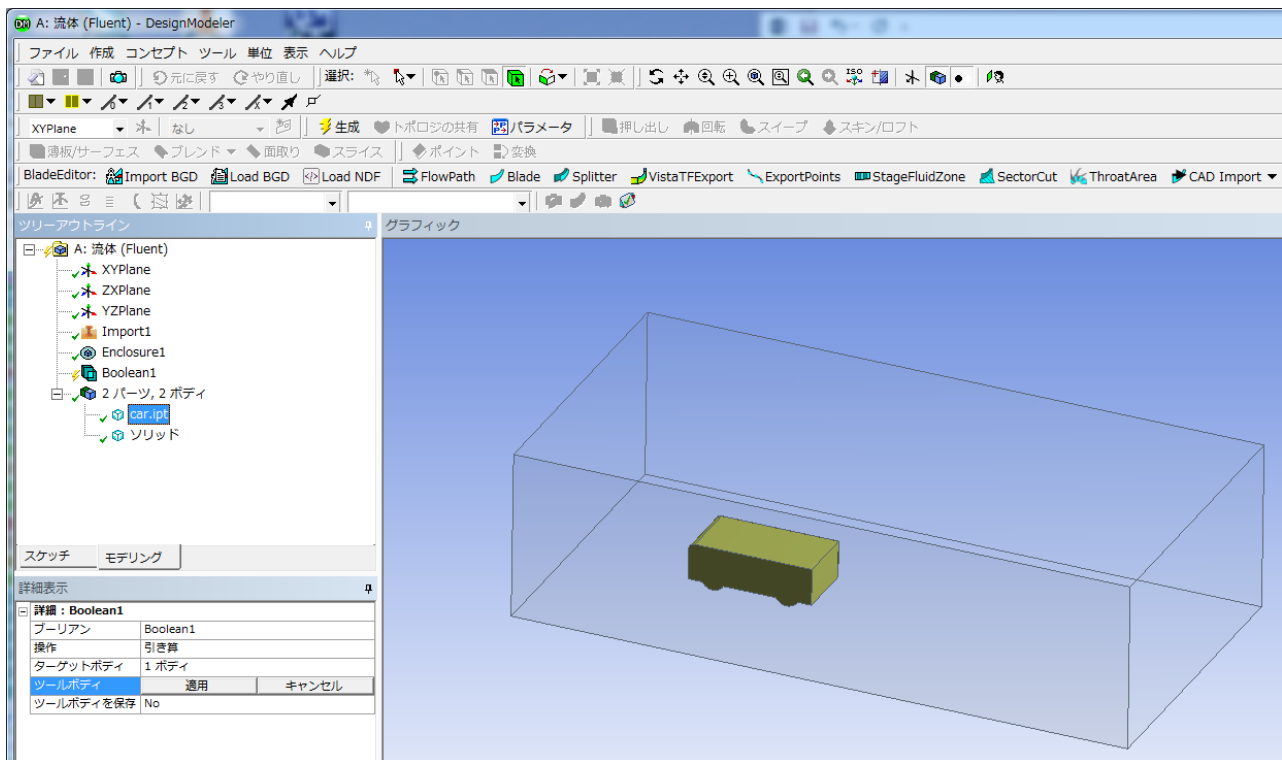 A: 流体 (Fluent) - DesignModeler
ファイル 作成 コンセプト ツール 単位 表示 ヘルプ
元に戻す やり直し 選択: ISO
XYPlane なし 生成 トポロジの共有 パラメータ 押し出し 回転 スイープ スキン/ロフト
薄板/サーフェス ブレンド 面取り スライス ポイント 変換
BladeEditor: Import BGD Load BGD Load NDF FlowPath Blade Splitter VistaTFExport ExportPoints StageFluidZone SectorCut ThroatArea CAD Import
ツリーアウトライン
A: 流体 (Fluent)
XYPlane
ZXPlane
YZPlane
Import1
Enclosure1
Boolean1
2 パーツ, 2 ボディ
car.ipt
ソリッド
スケッチ モデリング
詳細表示
詳細 : Boolean1
ブーリアン Boolean1
操作 引き算
ターゲットボディ 1 ボディ
ツールボディ 適用 キャンセル
ツールボディを保存 No
グラフィック